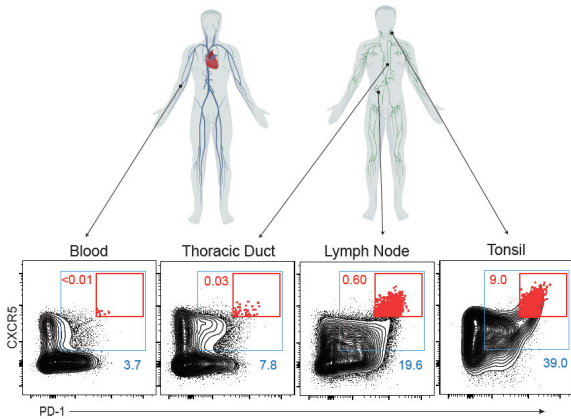 Blood
Thoracic Duct
Lymph Node
Tonsil
<0.01
0.03
0.60
9.0
CXCR5
3.7
7.8
19.6
39.0
PD-1